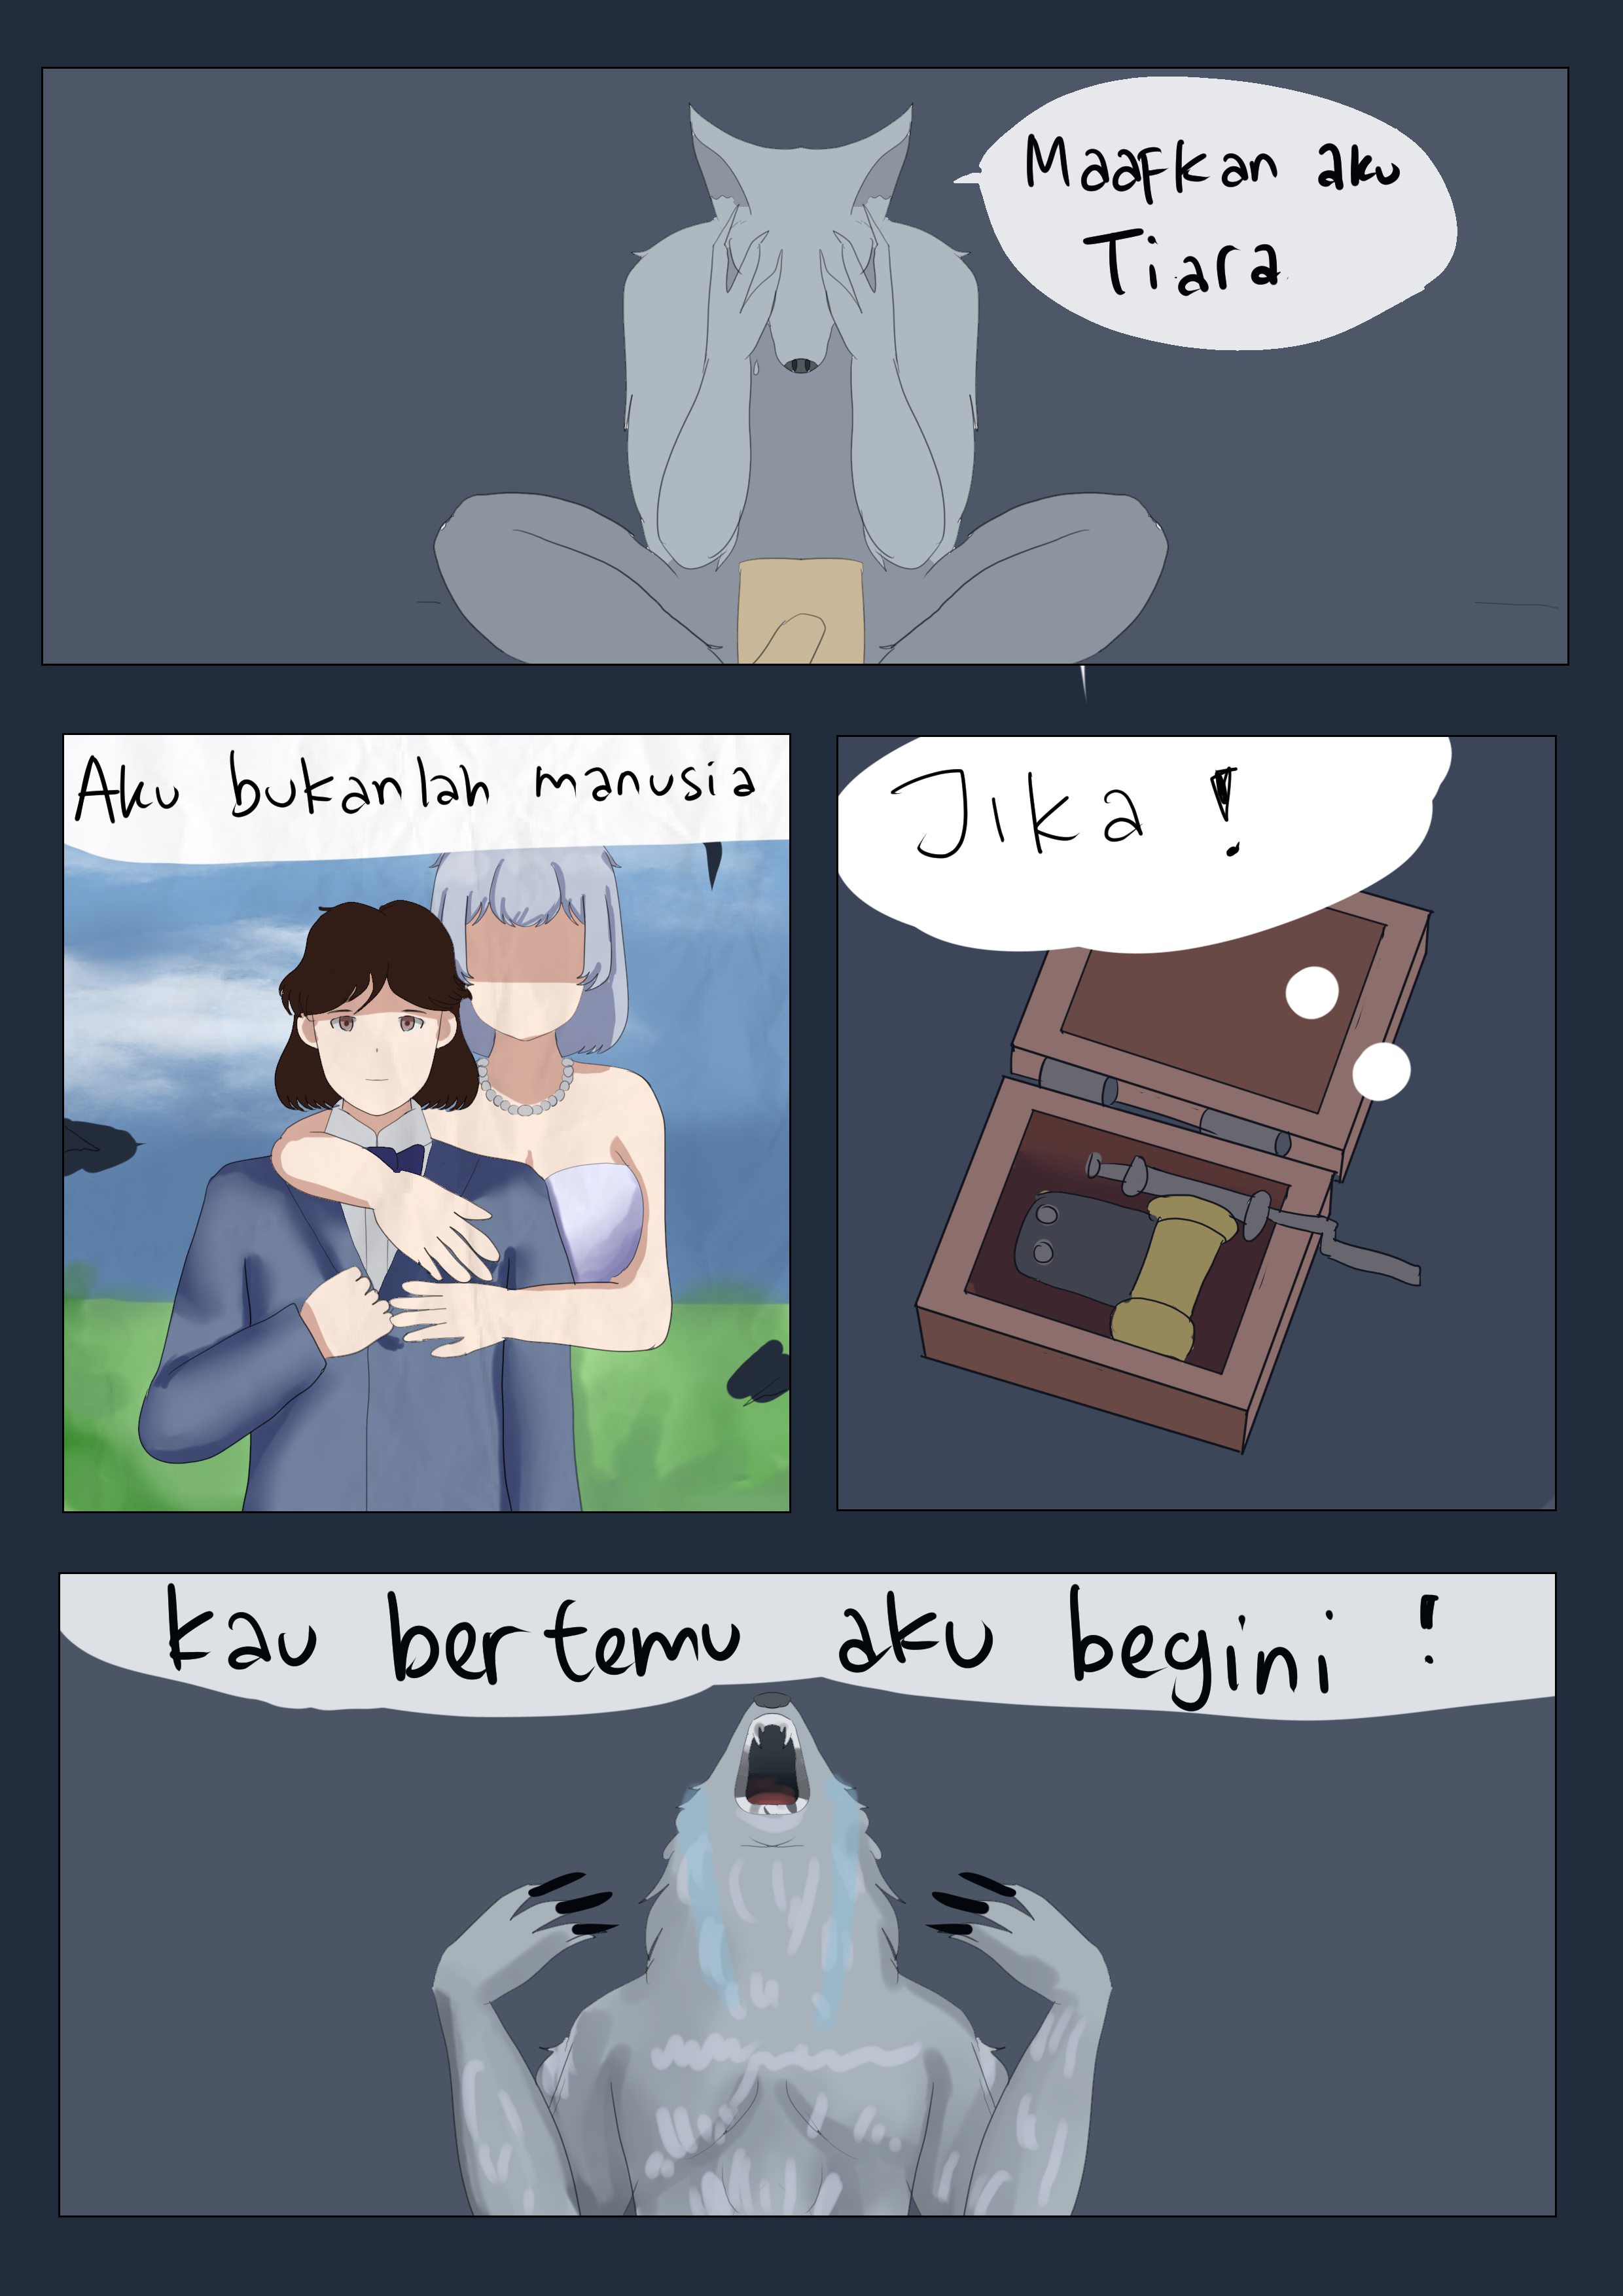 Maafkan aku
Tiara
Aku bukanlah manusia
Jika !
kau bertemu aku begini !